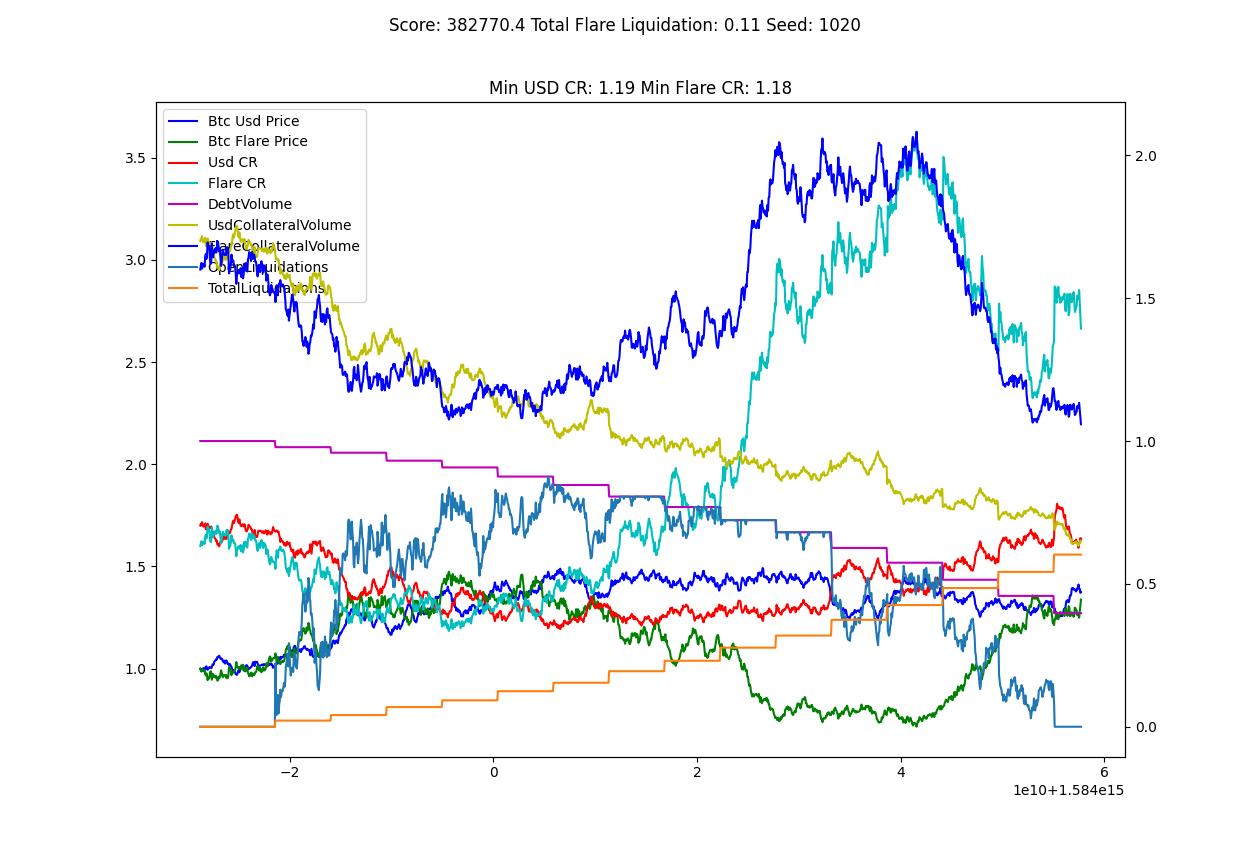 Score: 382770.4 Total Flare Liquidation: 0.11 Seed: 1020
Min USD CR: 1.19 Min Flare CR: 1.18
Btc Usd Price
Btc Flare Price
Usd CR
Flare CR
DebtVolume
UsdCollateralVolume
FlareCollateralVolume
OpenLiquidations
TotalLiquidations
3.5
3.0
2.5
2.0
1.5
1.0
2.0
1.5
1.0
0.5
0.0
−2
0
2
4
6
1e10+1.584e15